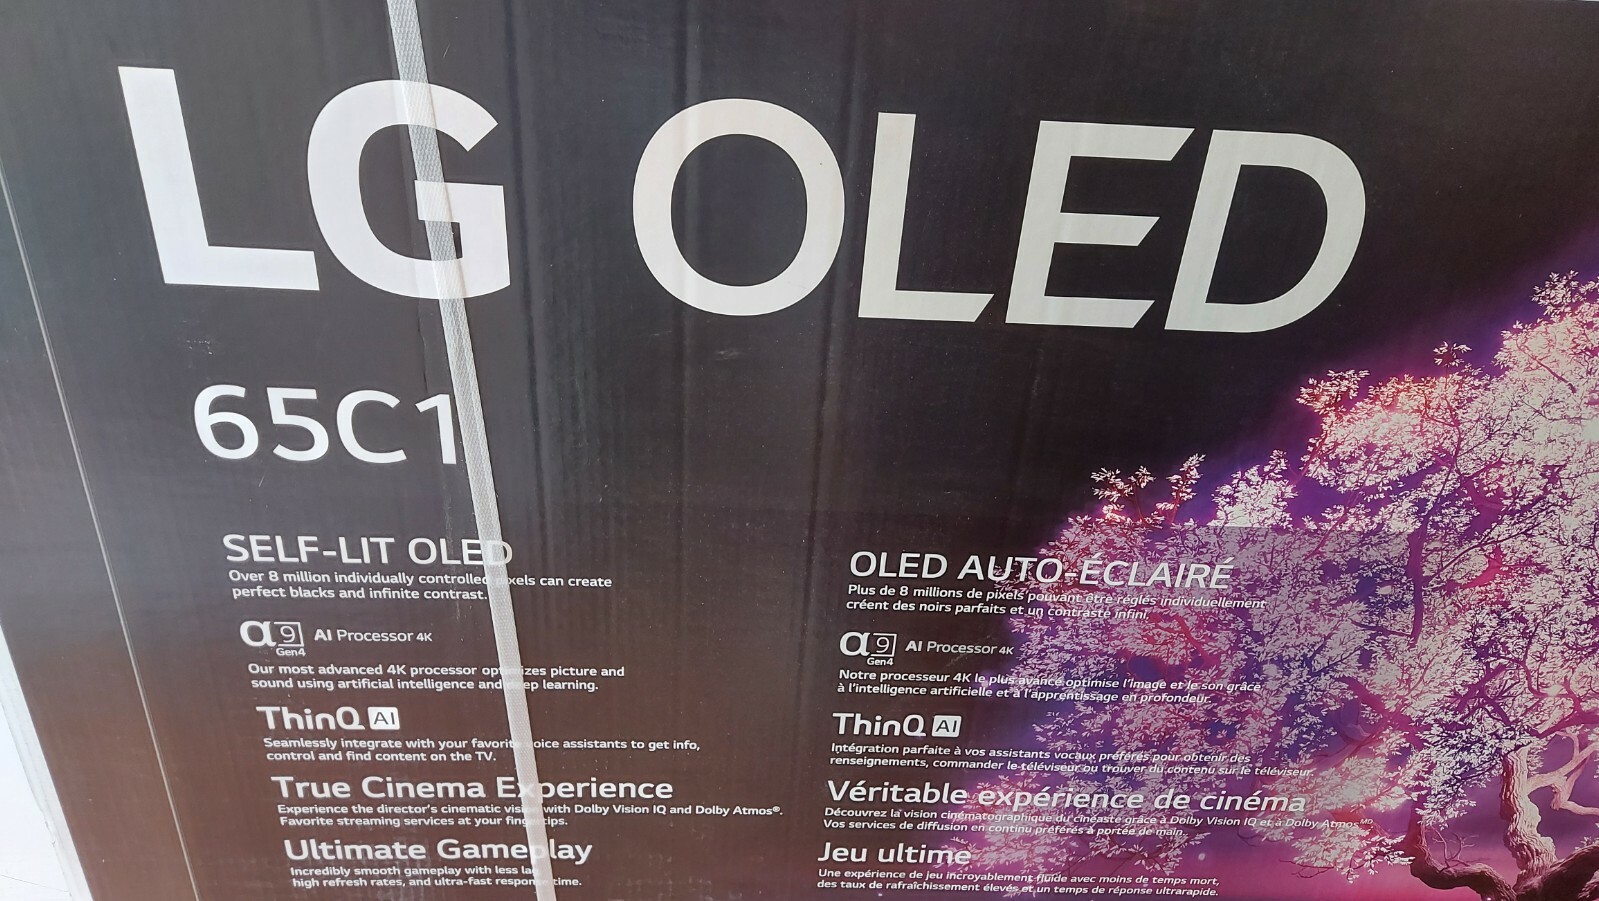 LG OLED
65C1
SELF-LIT OLED
Over 8 million individually controlled pixels can create
perfect blacks and infinite contrast.
α9 Gen4 AI Processor 4K
Our most advanced 4K processor optimizes picture and
sound using artificial intelligence and deep learning.
ThinQ AI
Seamlessly integrate with your favorite voice assistants to get info,
control and find content on the TV.
True Cinema Experience
Experience the director's cinematic vision with Dolby Vision IQ and Dolby Atmos®.
Favorite streaming services at your fingertips.
Ultimate Gameplay
Incredibly smooth gameplay with less lag,
high refresh rates, and ultra-fast response time.
OLED AUTO-ÉCLAIRÉ
Plus de 8 millions de pixels pouvant être réglés individuellement
créent des noirs parfaits et un contraste infini.
α9 Gen4 AI Processor 4K
Notre processeur 4K le plus avancé optimise l'image et le son grâce
à l'intelligence artificielle et à l'apprentissage en profondeur.
ThinQ AI
Intégration parfaite à vos assistants vocaux préférés pour obtenir des
renseignements, commander le téléviseur ou trouver du contenu sur le téléviseur.
Véritable expérience de cinéma
Découvrez la vision cinématographique du cinéaste grâce à Dolby Vision IQ et à Dolby Atmos.MD
Vos services de diffusion en continu préférés à portée de main.
Jeu ultime
Une expérience de jeu incroyablement fluide avec moins de temps mort,
des taux de rafraîchissement élevés et un temps de réponse ultrarapide.